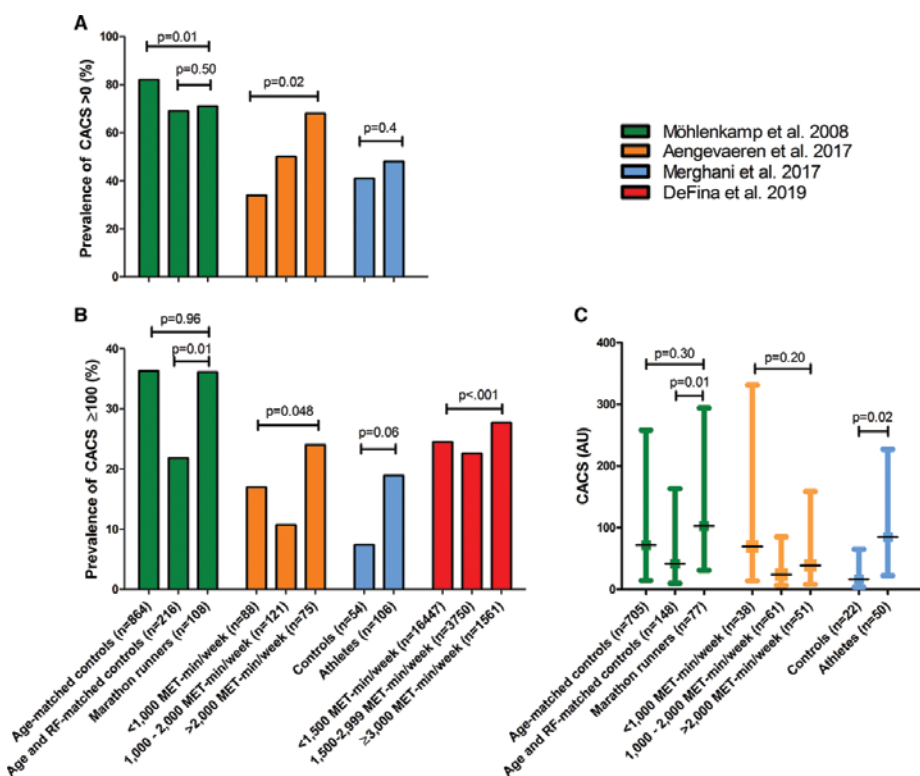 A
100
80
60
40
20
0
Prevalence of CACS >0 (%)
p=0.01
p=0.50
p=0.02
p=0.4
Möhlenkamp et al. 2008
Aengevaeren et al. 2017
Merghani et al. 2017
DeFina et al. 2019
B
40
30
20
10
0
Prevalence of CACS ≥100 (%)
p=0.96
p=0.01
p=0.048
p=0.06
p<.001
Age-matched controls (n=864)
Age and RF-matched controls (n=216)
Marathon runners (n=108)
<1,000 MET-min/week (n=88)
1,000 - 2,000 MET-min/week (n=121)
>2,000 MET-min/week (n=75)
Controls (n=54)
Athletes (n=106)
<1,500 MET-min/week (n=16447)
1,500-2,999 MET-min/week (n=3750)
≥3,000 MET-min/week (n=1561)
C
400
300
200
100
0
CACS (AU)
p=0.30
p=0.01
p=0.20
p=0.02
Age-matched controls (n=705)
Age and RF-matched controls (n=148)
Marathon runners (n=77)
<1,000 MET-min/week (n=38)
1,000 - 2,000 MET-min/week (n=61)
>2,000 MET-min/week (n=51)
Controls (n=22)
Athletes (n=50)